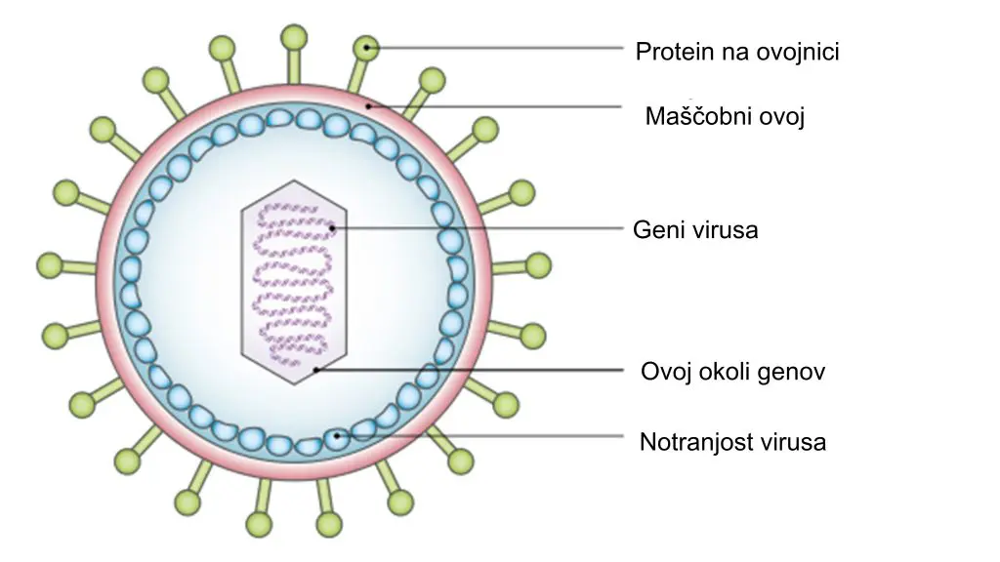 Protein na ovojnici
Maščobni ovoj
Geni virusa
Ovoj okoli genov
Notranjost virusa